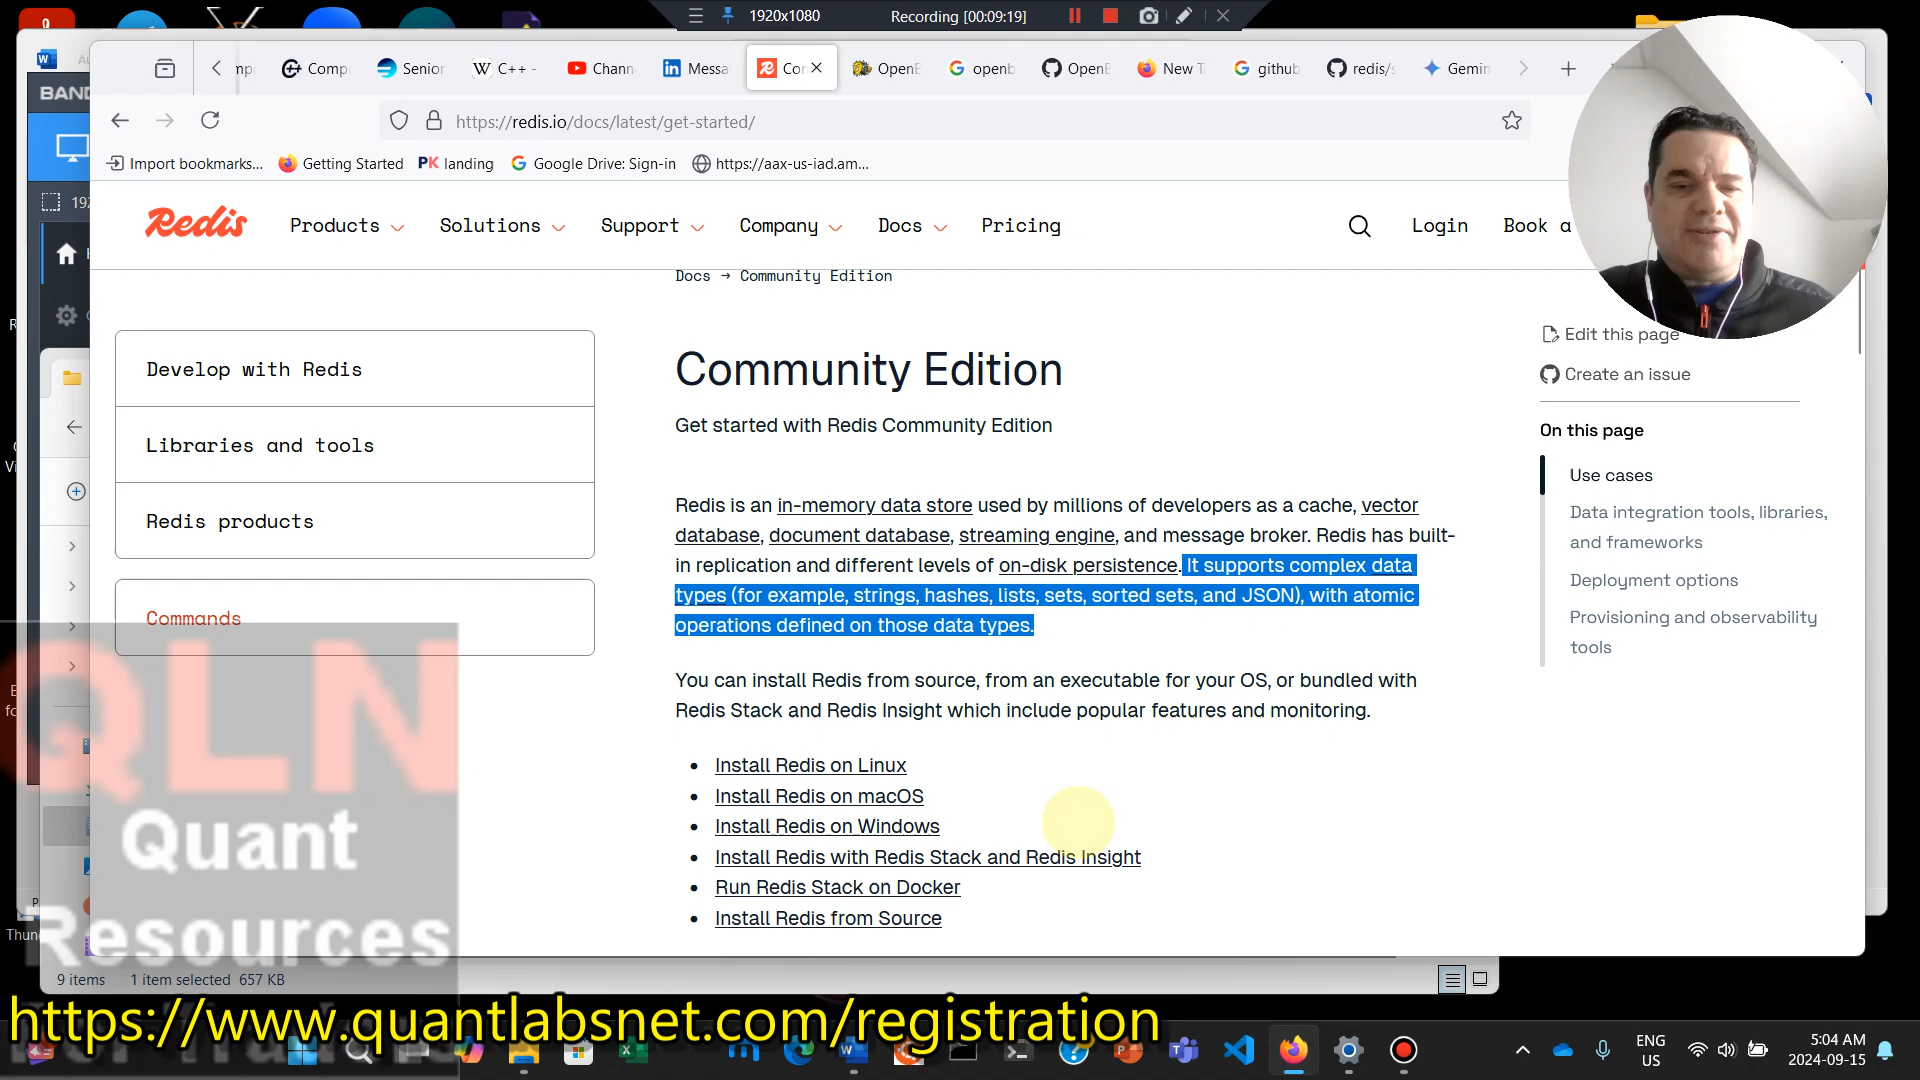 1920x1080
Recording [00:09:19]
Comp
Senior
C++ -
Chann
Messa
Co
OpenE
openb
OpenE
New T
github
redis/s
Gemin
BAND
https://redis.io/docs/latest/get-started/
Import bookmarks...
Getting Started
PK landing
Google Drive: Sign-in
https://aax-us-iad.am...
Redis
Products
Solutions
Support
Company
Docs
Pricing
Login
Book a
Docs → Community Edition
Develop with Redis
Libraries and tools
Redis products
Commands
Community Edition
Get started with Redis Community Edition
Redis is an in-memory data store used by millions of developers as a cache, vector
database, document database, streaming engine, and message broker. Redis has built-
in replication and different levels of on-disk persistence. It supports complex data
types (for example, strings, hashes, lists, sets, sorted sets, and JSON), with atomic
operations defined on those data types.
You can install Redis from source, from an executable for your OS, or bundled with
Redis Stack and Redis Insight which include popular features and monitoring.
• Install Redis on Linux
• Install Redis on macOS
• Install Redis on Windows
• Install Redis with Redis Stack and Redis Insight
• Run Redis Stack on Docker
• Install Redis from Source
Edit this page
Create an issue
On this page
Use cases
Data integration tools, libraries,
and frameworks
Deployment options
Provisioning and observability
tools
QLN
Quant
Resources
9 items
1 item selected 657 KB
https://www.quantlabsnet.com/registration
ENG
US
5:04 AM
2024-09-15